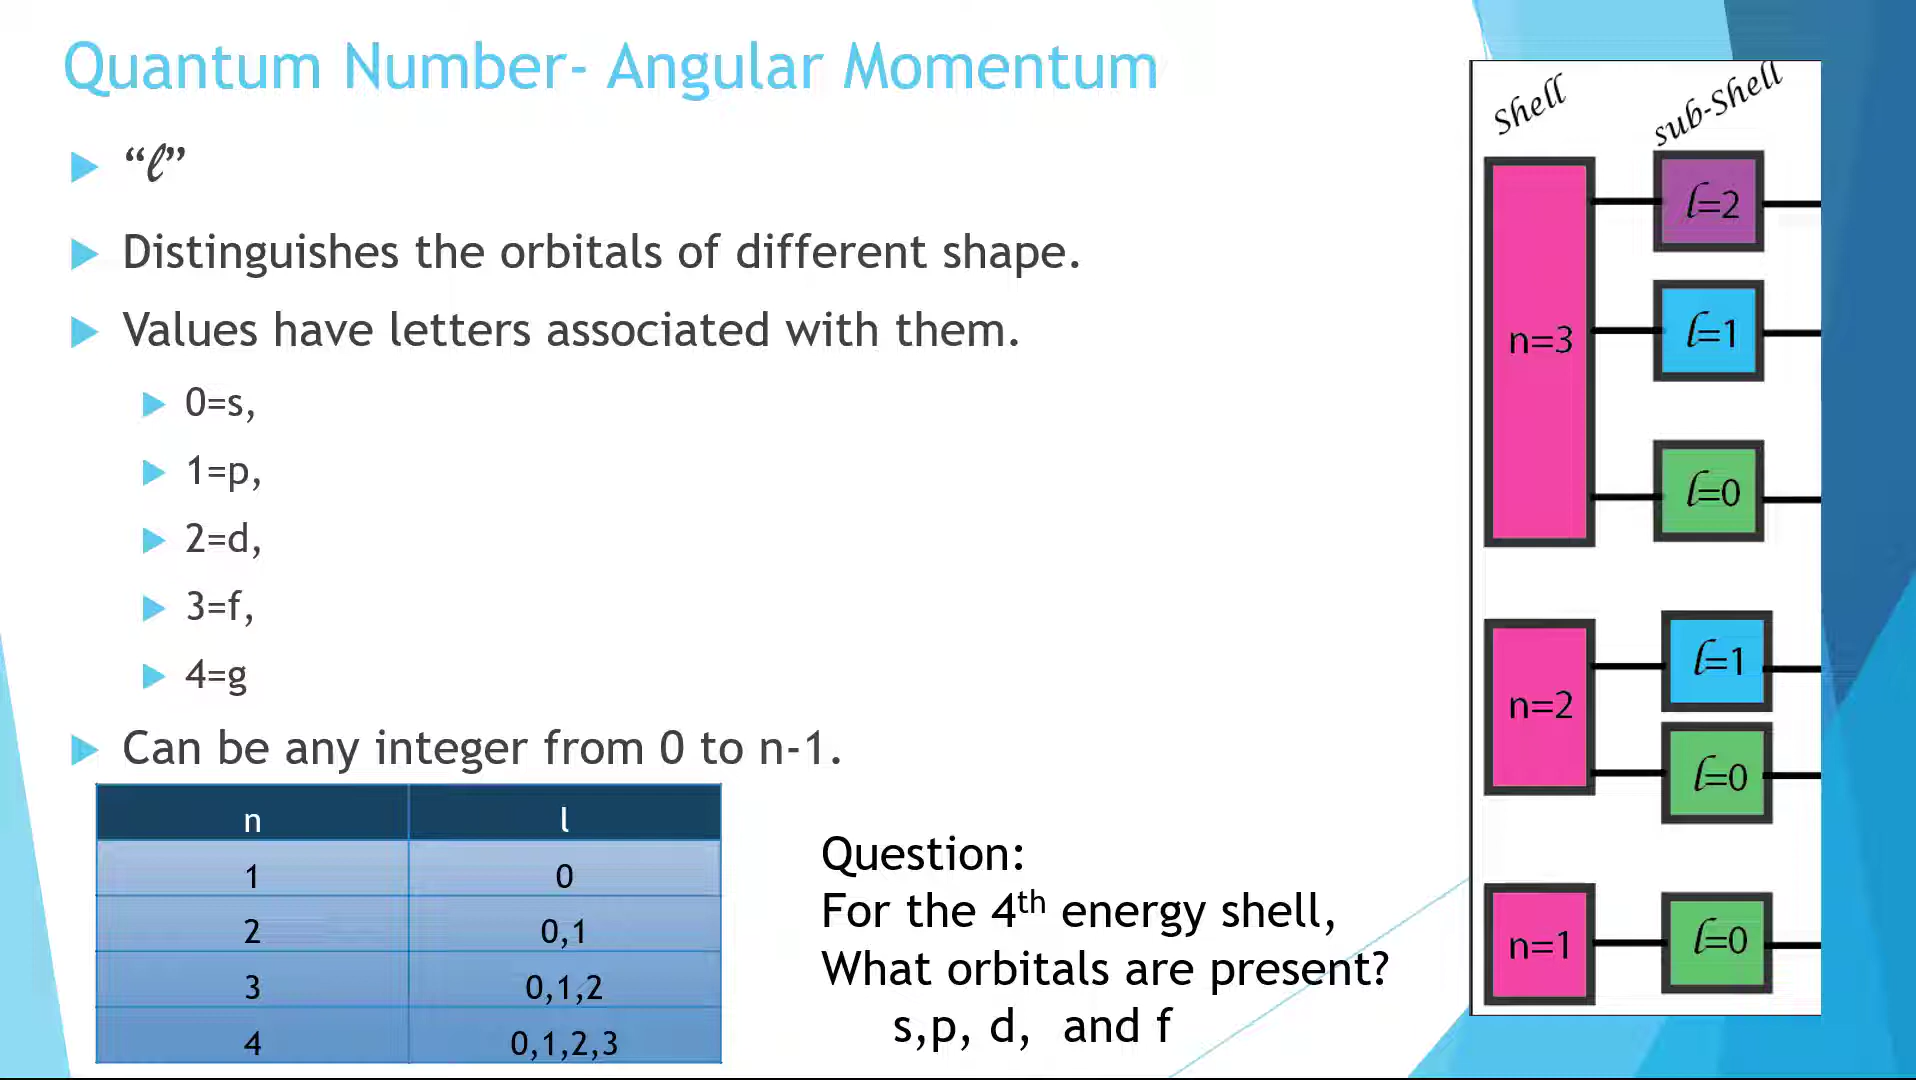 Quantum Number- Angular Momentum
“ℓ”
Distinguishes the orbitals of different shape.
Values have letters associated with them.
0=s,
1=p,
2=d,
3=f,
4=g
Can be any integer from 0 to n-1.
n l
1 0
2 0,1
3 0,1,2
4 0,1,2,3
Question:
For the 4th energy shell,
What orbitals are present?
s,p, d, and f
Shell sub-Shell
ℓ=2
n=3 ℓ=1
ℓ=0
ℓ=1
n=2
ℓ=0
n=1 ℓ=0